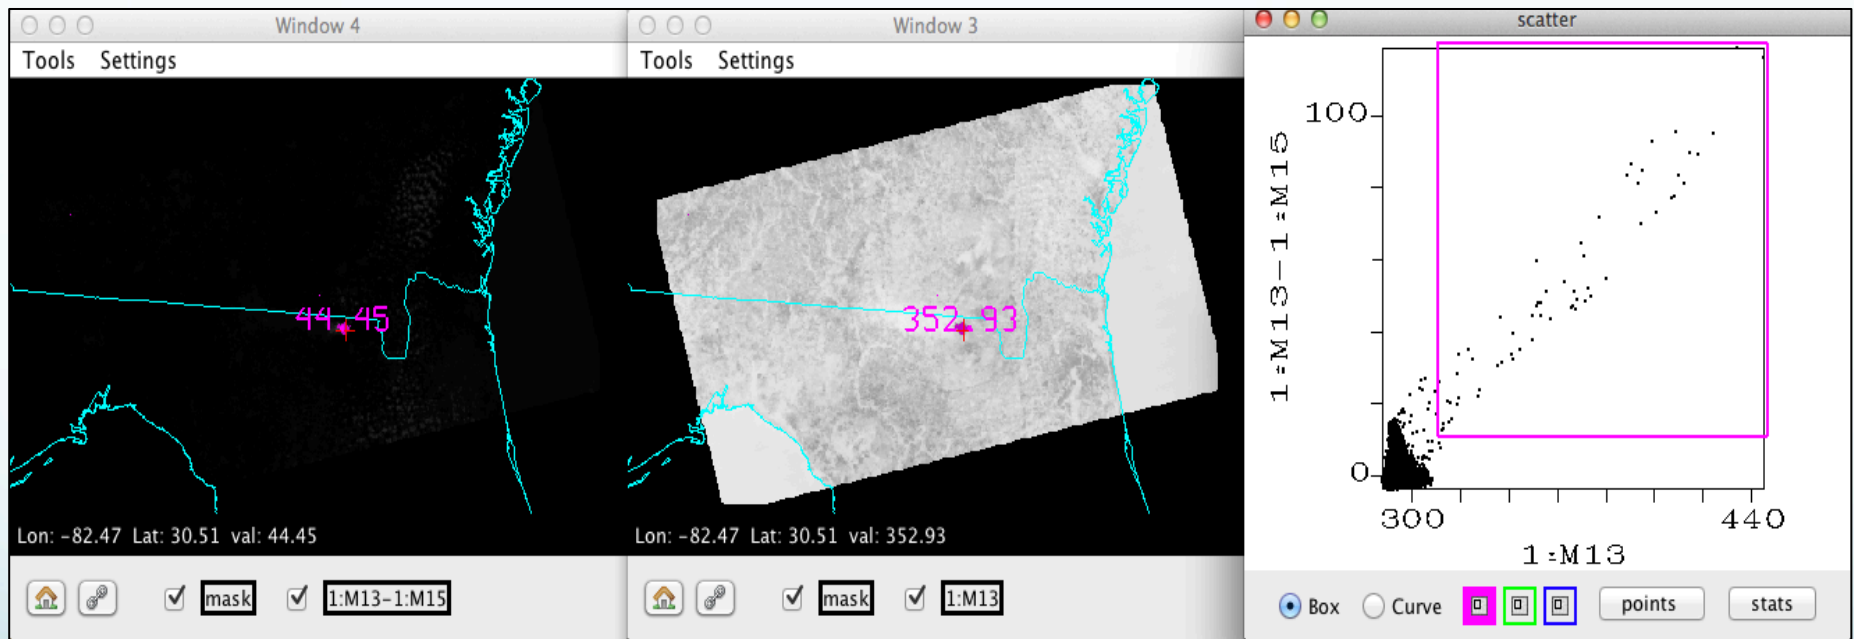 Window 4
Tools Settings
44.45
Lon: -82.47 Lat: 30.51 val: 44.45
mask 1:M13-1:M15
Window 3
Tools Settings
352.93
Lon: -82.47 Lat: 30.51 val: 352.93
mask 1:M13
scatter
1:M13-1:M15
100
0
300 440
1:M13
Box Curve points stats